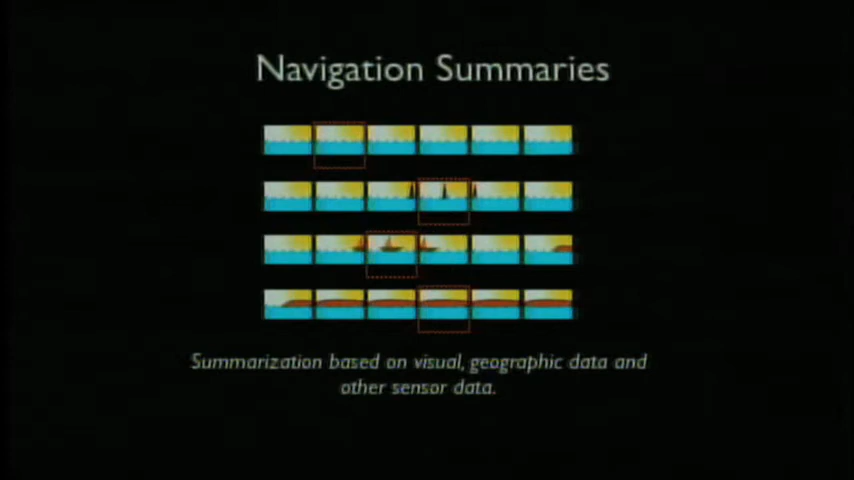 Navigation Summaries
Summarization based on visual, geographic data and
other sensor data.